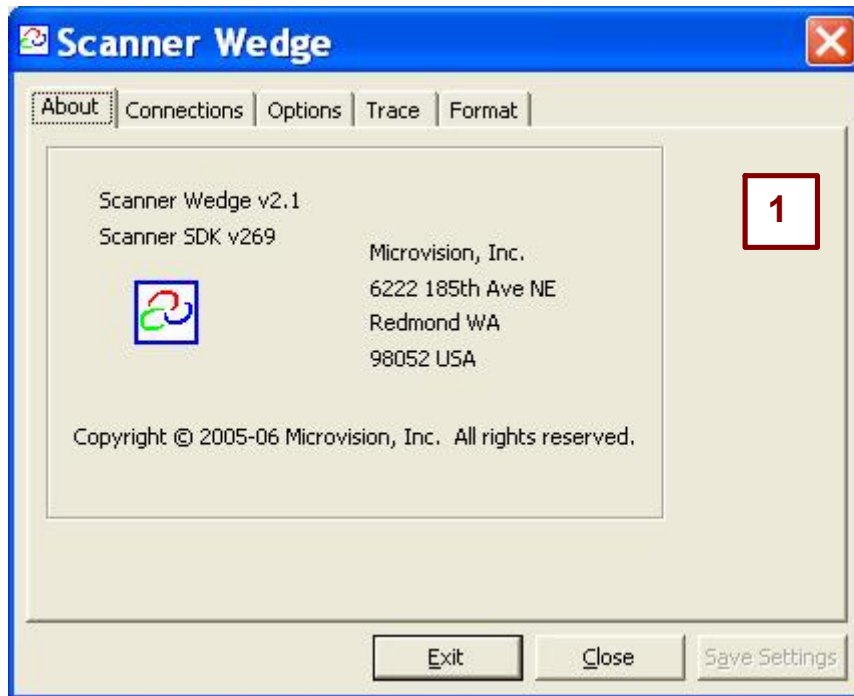 Scanner Wedge
About Connections Options Trace Format
Scanner Wedge v2.1
Scanner SDK v269
1
Microvision, Inc.
6222 185th Ave NE
Redmond WA
98052 USA
Copyright © 2005-06 Microvision, Inc. All rights reserved.
Exit Close Save Settings